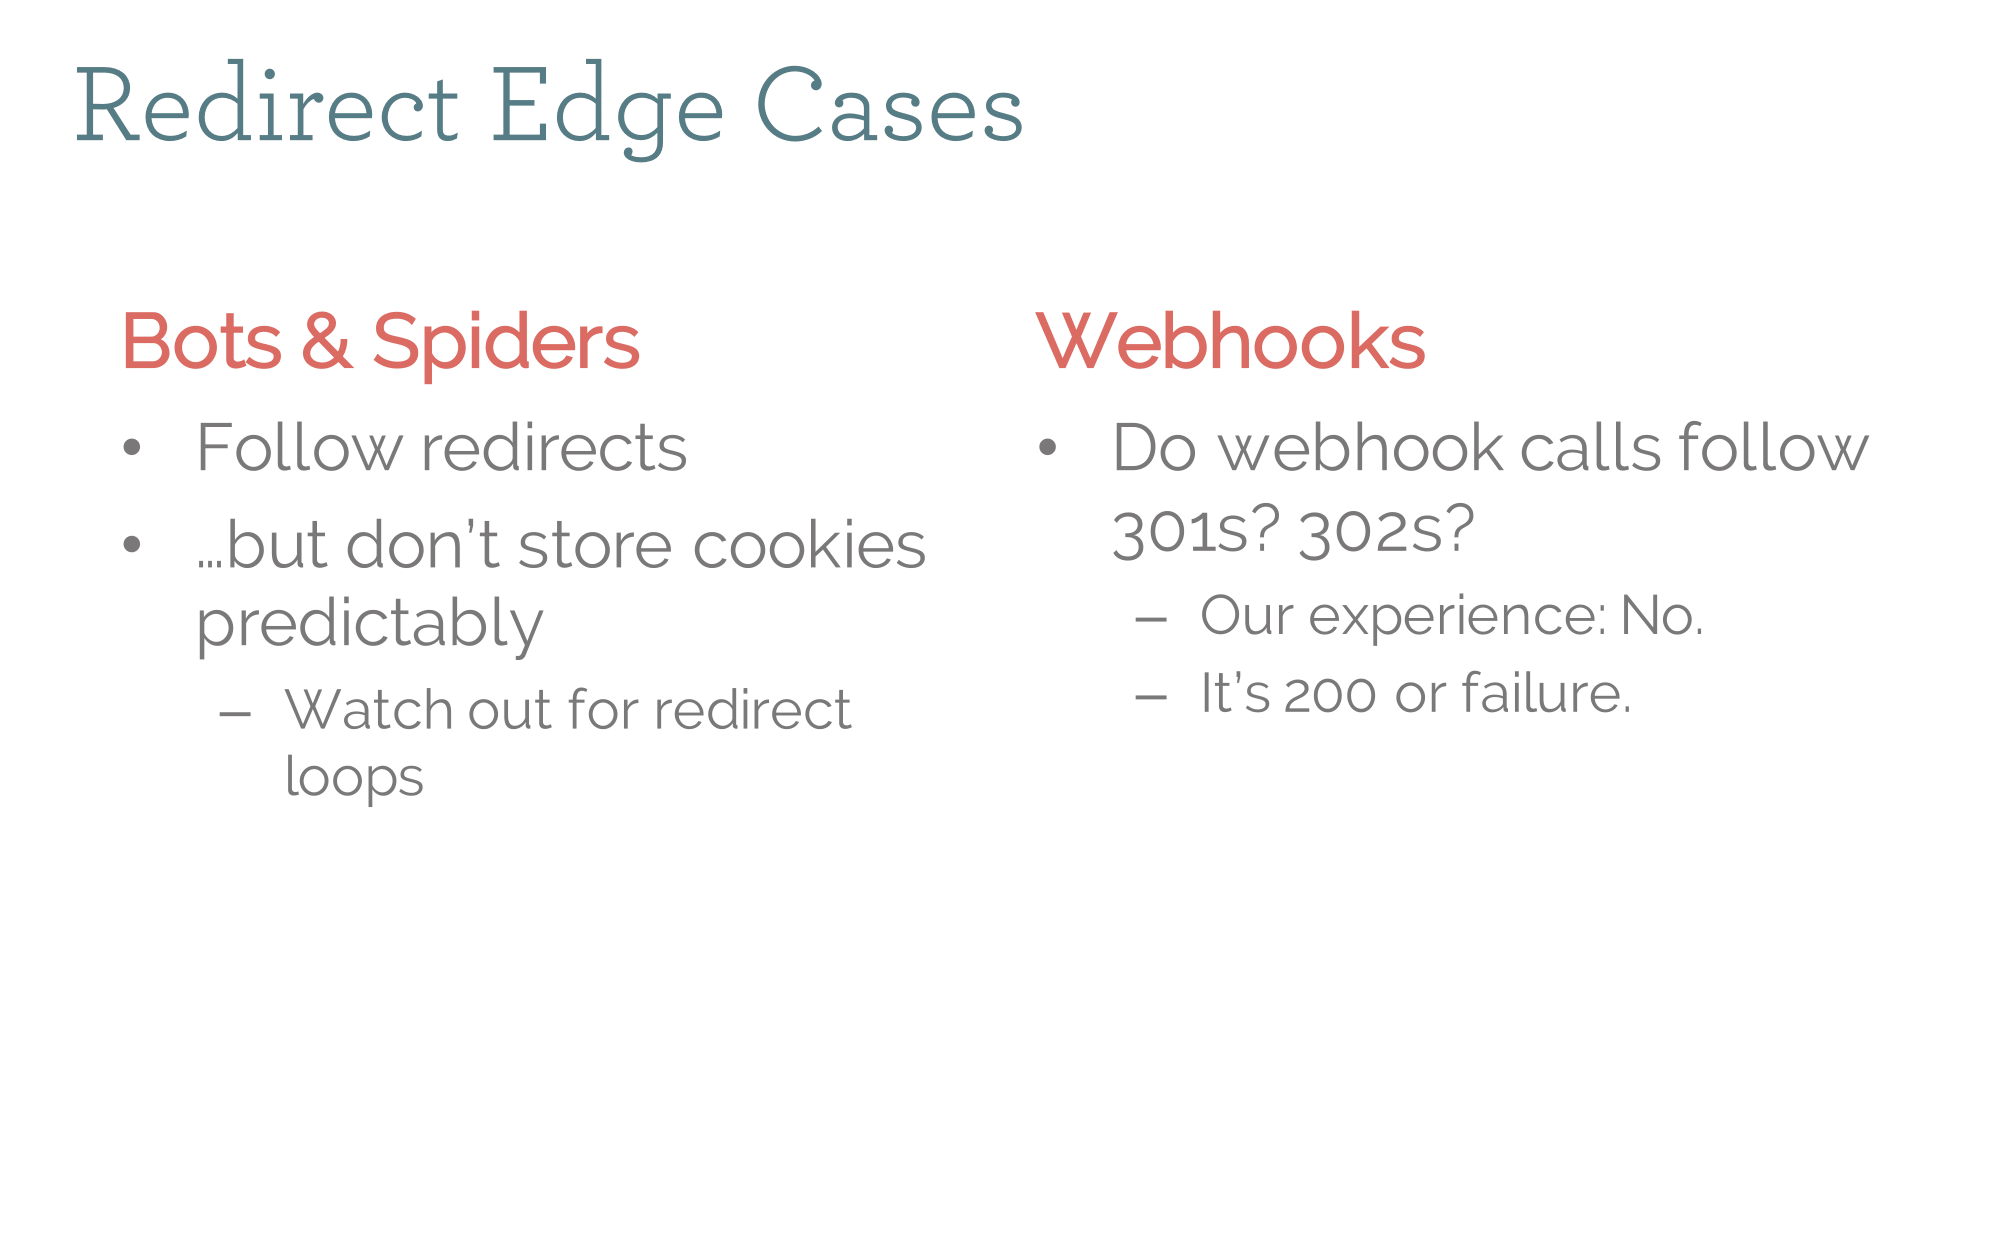 Redirect Edge Cases
Bots & Spiders
• Follow redirects
• …but don’t store cookies
predictably
– Watch out for redirect
loops
Webhooks
• Do webhook calls follow
301s? 302s?
– Our experience: No.
– It’s 200 or failure.